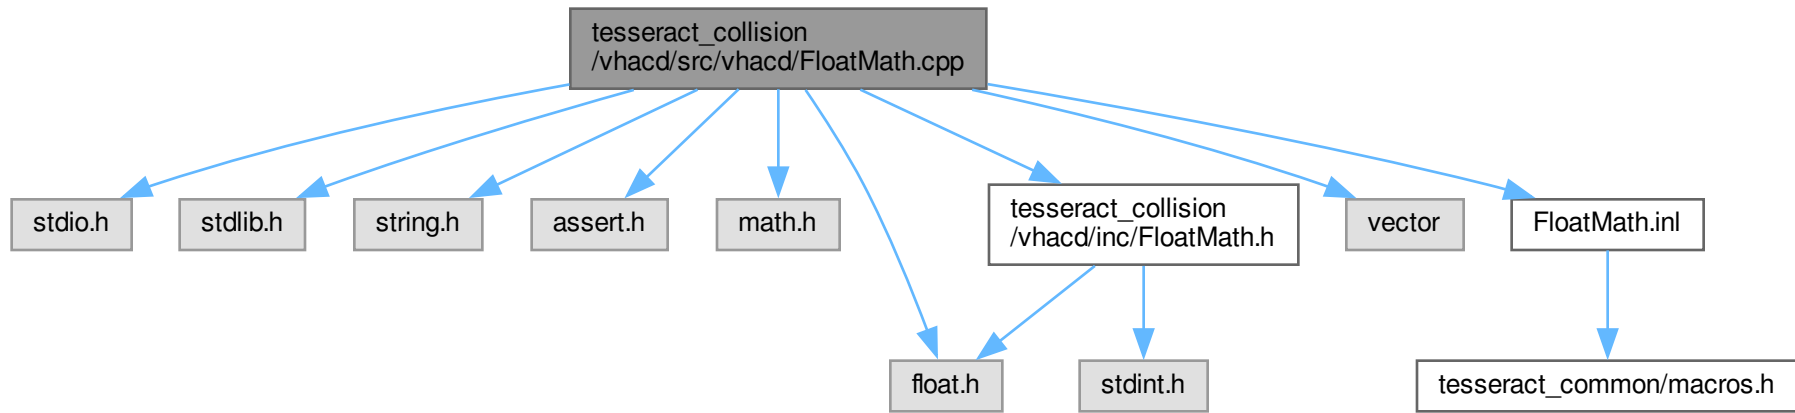 tesseract_collision
/vhacd/src/vhacd/FloatMath.cpp
stdio.h
stdlib.h
string.h
assert.h
math.h
tesseract_collision
/vhacd/inc/FloatMath.h
vector
FloatMath.inl
float.h
stdint.h
tesseract_common/macros.h